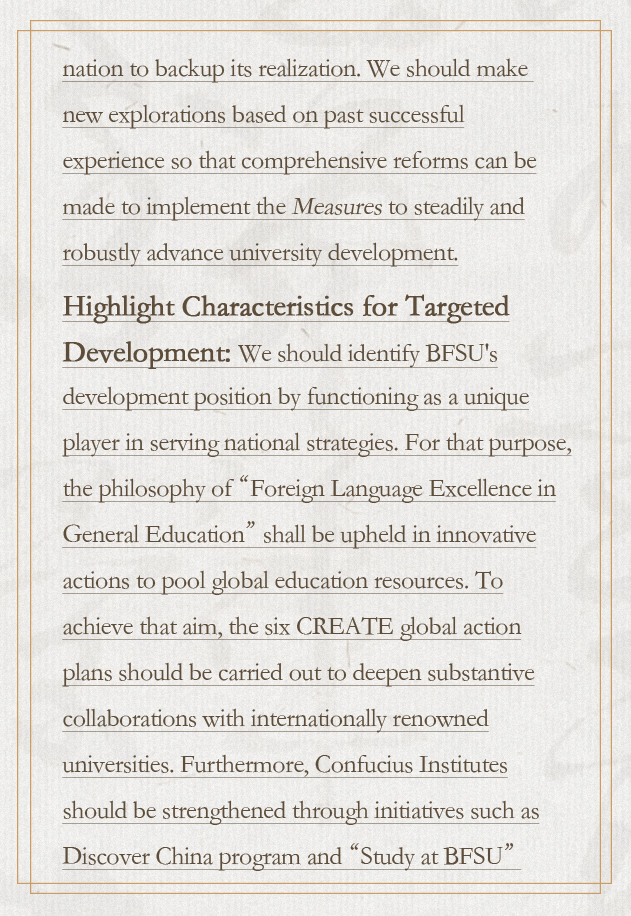 nation to backup its realization. We should make
new explorations based on past successful
experience so that comprehensive reforms can be
made to implement the Measures to steadily and
robustly advance university development.
Highlight Characteristics for Targeted
Development: We should identify BFSU's
development position by functioning as a unique
player in serving national strategies. For that purpose,
the philosophy of “Foreign Language Excellence in
General Education” shall be upheld in innovative
actions to pool global education resources. To
achieve that aim, the six CREATE global action
plans should be carried out to deepen substantive
collaborations with internationally renowned
universities. Furthermore, Confucius Institutes
should be strengthened through initiatives such as
Discover China program and “Study at BFSU”